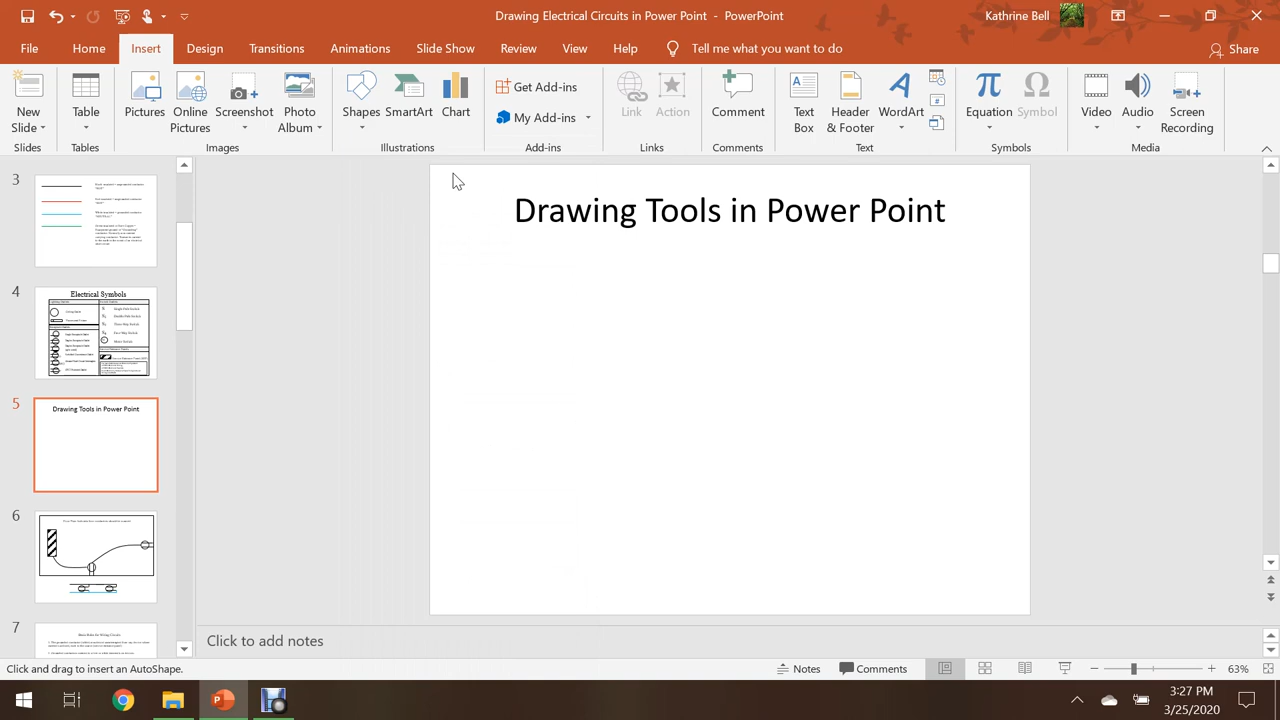 Drawing Electrical Circuits in Power Point - PowerPoint
Kathrine Bell
File Home Insert Design Transitions Animations Slide Show Review View Help Tell me what you want to do Share
New Slide
Table
Pictures
Online Pictures
Screenshot
Photo Album
Shapes
SmartArt
Chart
Get Add-ins
My Add-ins
Link
Action
Comment
Text Box
Header & Footer
WordArt
Equation
Symbol
Video
Audio
Screen Recording
Slides Tables Images Illustrations Add-ins Links Comments Text Symbols Media
3
4
Electrical Symbols
5
Drawing Tools in Power Point
6
7
Drawing Tools in Power Point
Click to add notes
Click and drag to insert an AutoShape.
Notes
Comments
63%
3:27 PM
3/25/2020